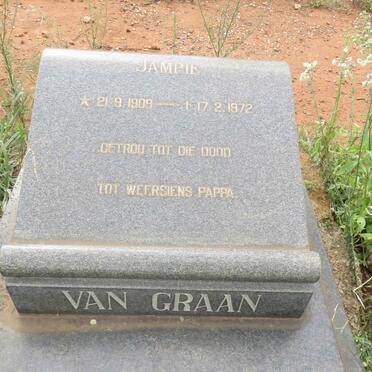 JAMPIE
* 21.9.1909 — † 17.2.1972
GETROU TOT DIE DOOD
TOT WEERSIENS PAPPA.
VAN GRAAN